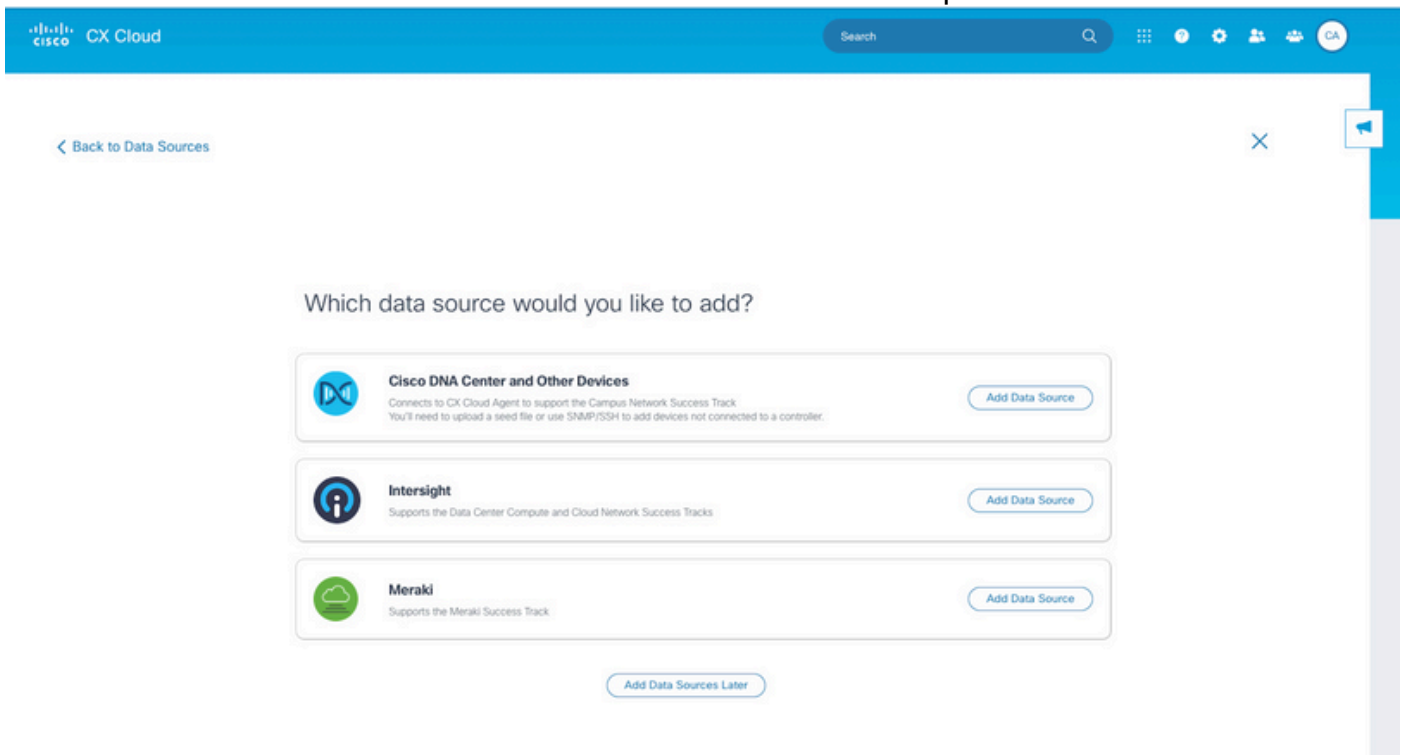 cisco CX Cloud
Search
CA
Back to Data Sources
Which data source would you like to add?
Cisco DNA Center and Other Devices
Connects to CX Cloud Agent to support the Campus Network Success Track
You'll need to upload a seed file or use SNMP/SSH to add devices not connected to a controller.
Add Data Source
Intersight
Supports the Data Center Compute and Cloud Network Success Tracks
Add Data Source
Meraki
Supports the Meraki Success Track
Add Data Source
Add Data Sources Later